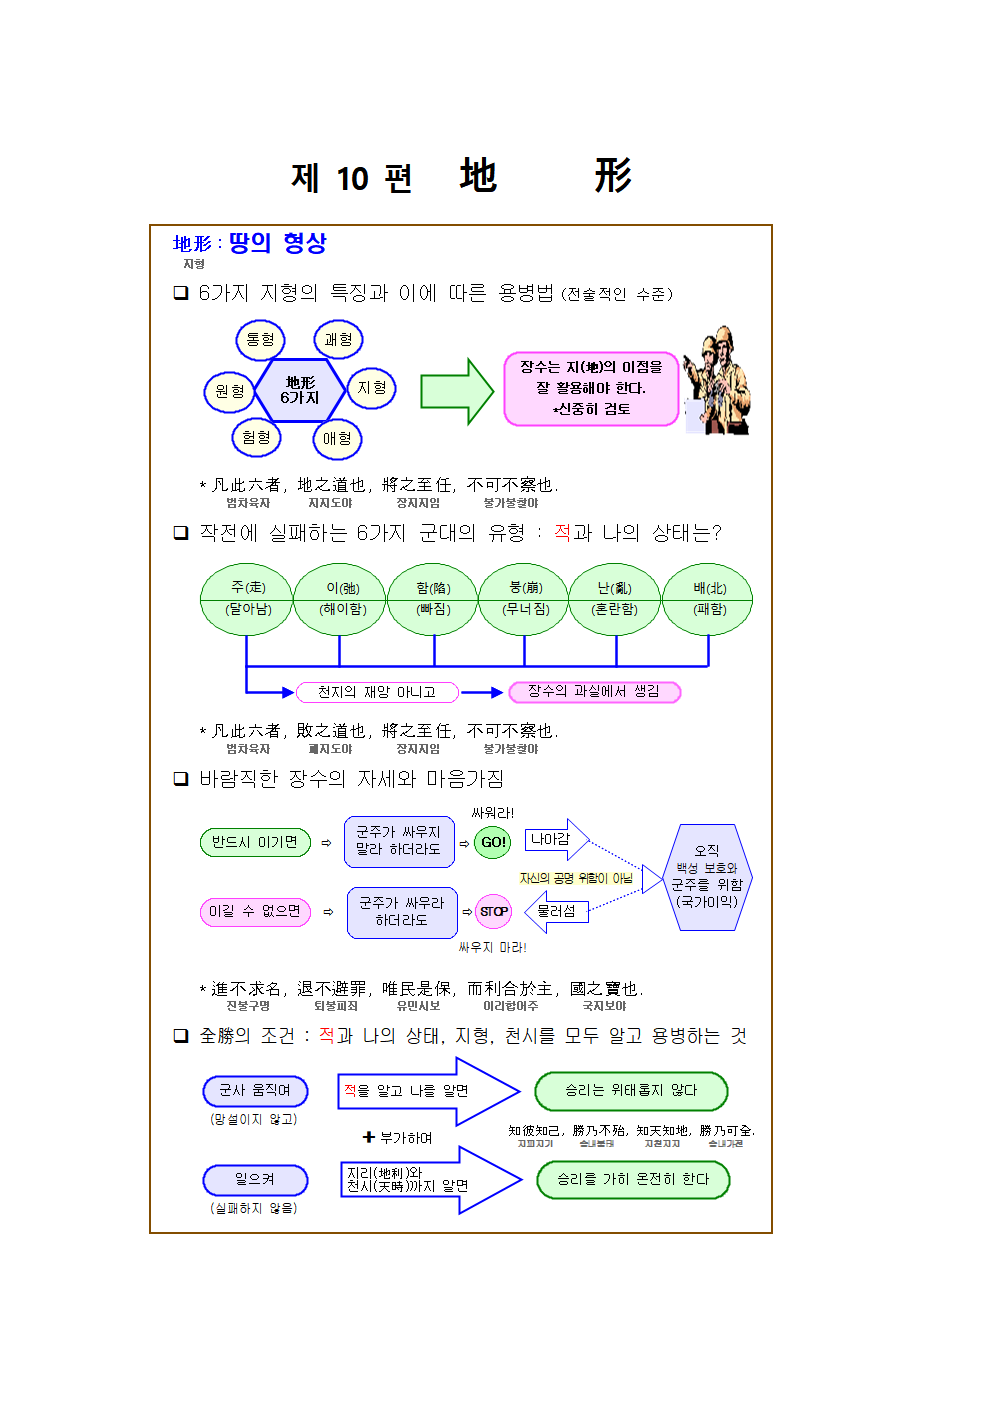 제 10 편 地 形
地形 : 땅의 형상
지형
❑ 6가지 지형의 특징과 이에 따른 용병법 (전술적인 수준)
통형 괘형
원형 地形 지형
6가지
험형 애형
장수는 지(地)의 이점을
잘 활용해야 한다.
*신중히 검토
* 凡此六者, 地之道也, 將之至任, 不可不察也.
범차육자 지지도야 장지지임 불가불찰야
❑ 작전에 실패하는 6가지 군대의 유형 : 적과 나의 상태는?
주(走) 이(弛) 함(陷) 붕(崩) 난(亂) 배(北)
(달아남) (해이함) (빠짐) (무너짐) (혼란함) (패함)
천지의 재앙 아니고 장수의 과실에서 생김
* 凡此六者, 敗之道也, 將之至任, 不可不察也.
범차육자 패지도야 장지지임 불가불찰야
❑ 바람직한 장수의 자세와 마음가짐
싸워라!
반드시 이기면 ⇨ 군주가 싸우지
말라 하더라도 ⇨ GO! 나아감
자신의 공명 위함이 아님
오직
백성 보호와
군주를 위함
(국가이익)
이길 수 없으면 ⇨ 군주가 싸우라
하더라도 ⇨ STOP 물러섬
싸우지 마라!
* 進不求名, 退不避罪, 唯民是保, 而利合於主, 國之寶也.
진불구명 퇴불피죄 유민시보 이리합어주 국지보야
❑ 全勝의 조건 : 적과 나의 상태, 지형, 천시를 모두 알고 용병하는 것
군사 움직여 적을 알고 나를 알면 승리는 위태롭지 않다
(망설이지 않고)
+ 부가하여
知彼知己, 勝乃不殆, 知天知地, 勝乃可全.
지피지기 승내불태 지천지지 승내가전
일으켜 지리(地利)와
천시(天時)까지 알면 승리를 가히 온전히 한다
(실패하지 않음)